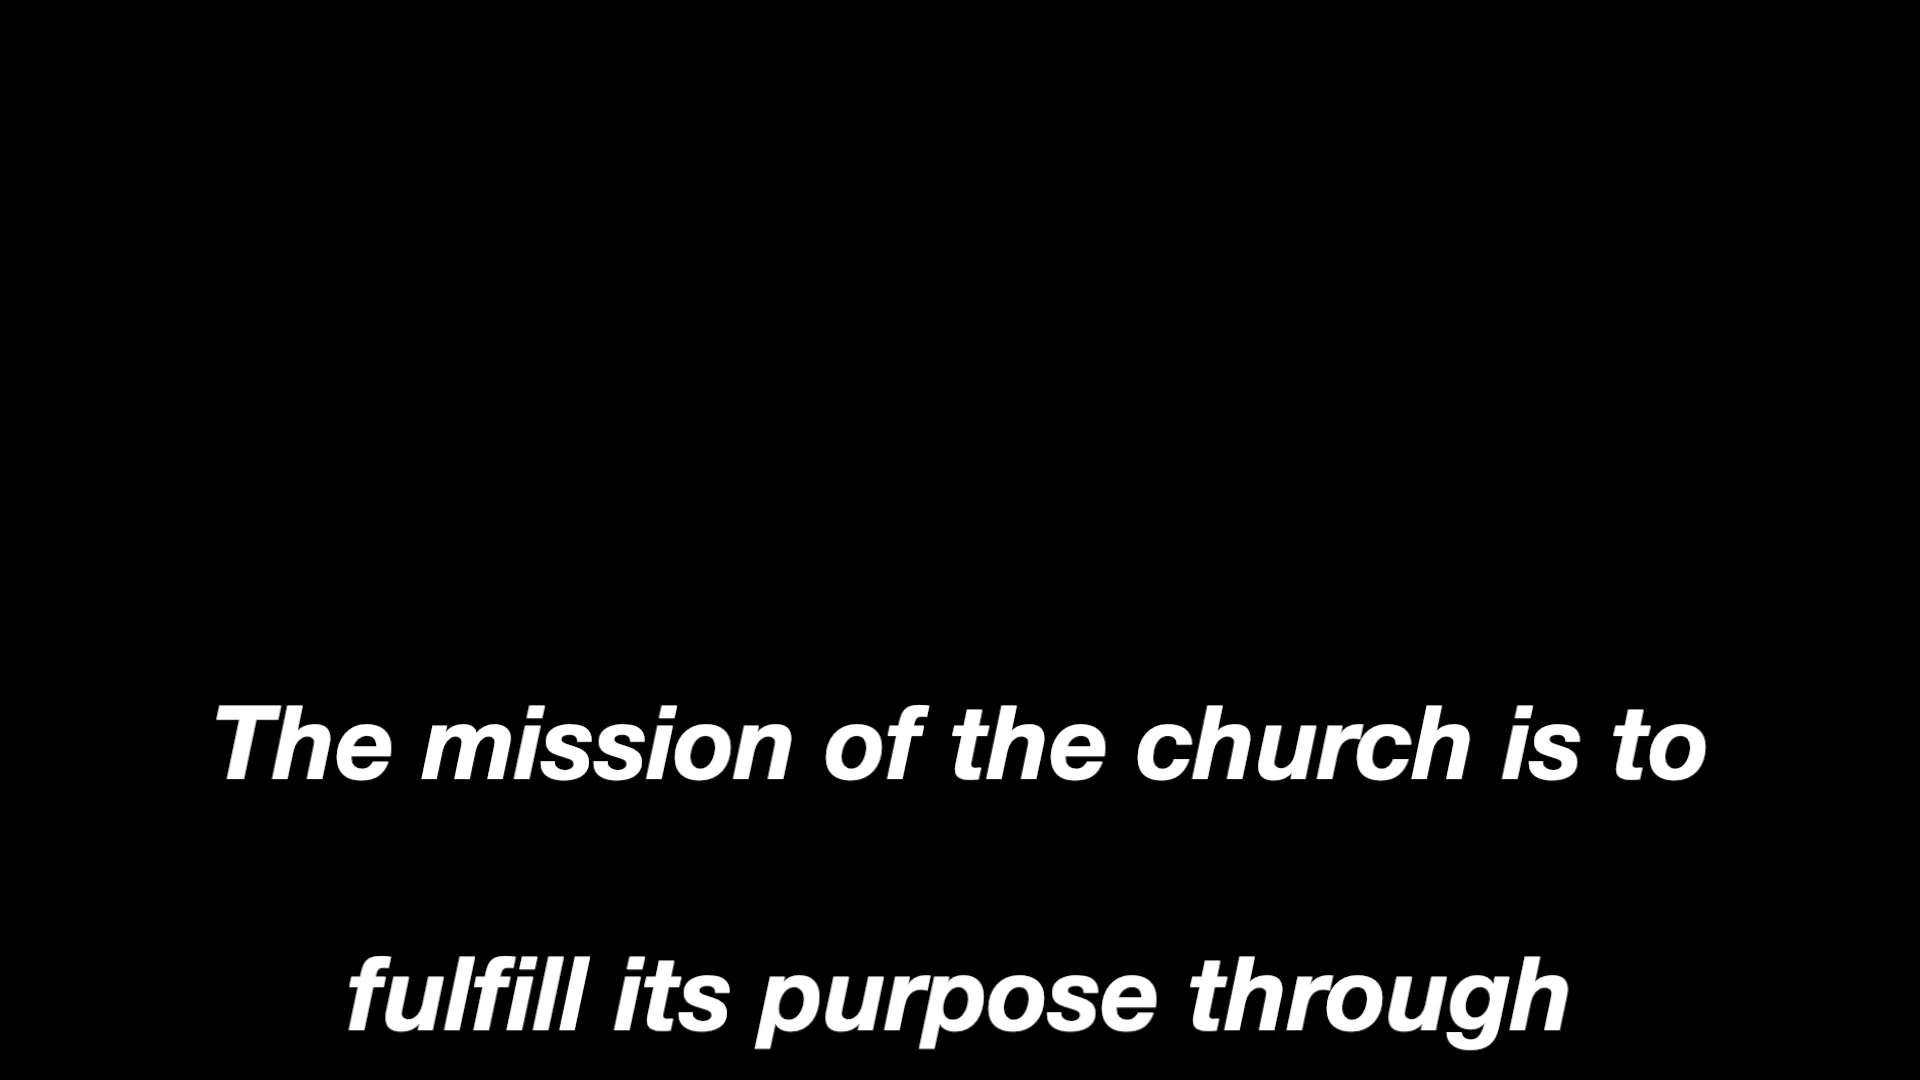 The mission of the church is to
fulfill its purpose through